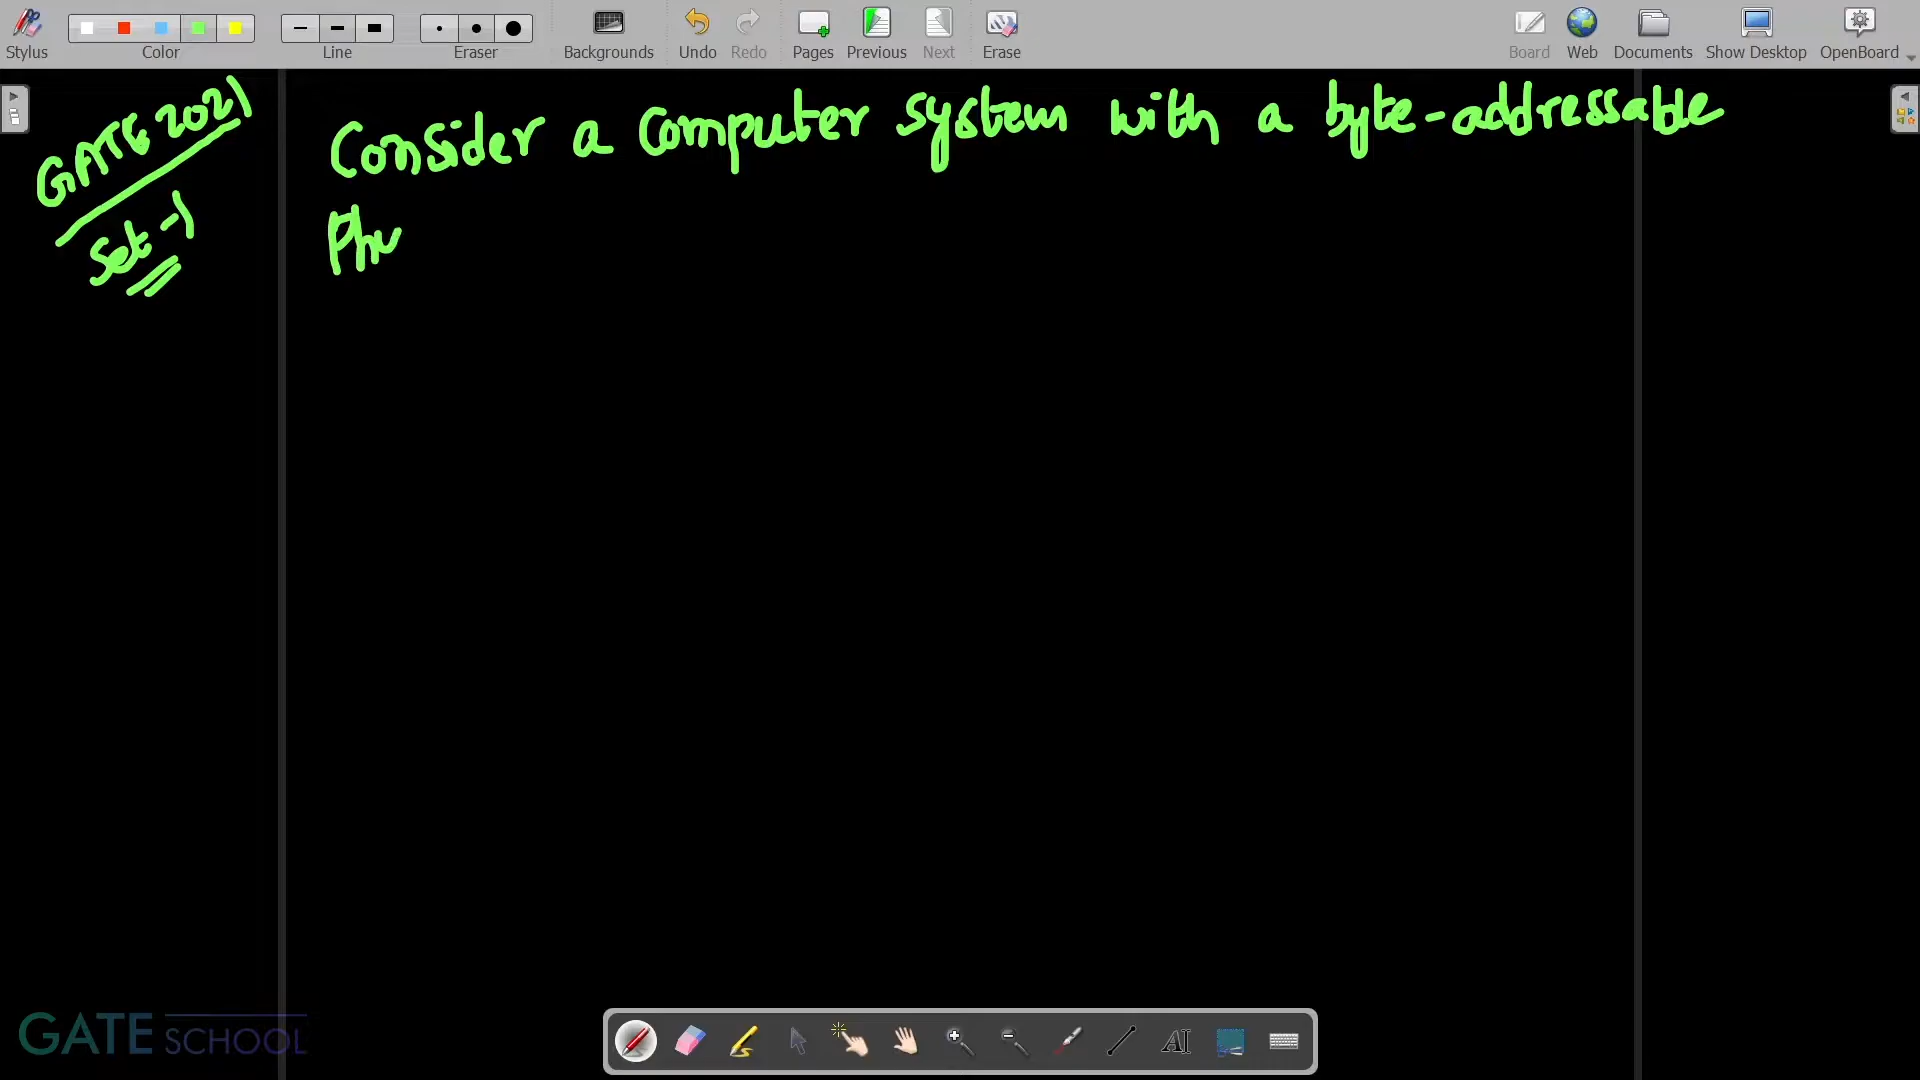 Stylus Color Line Eraser Backgrounds Undo Redo Pages Previous Next Erase Board Web Documents Show Desktop OpenBoard
GATE 2021
Set-1
Consider a computer system with a byte-addressable
Phy
GATE SCHOOL
AI